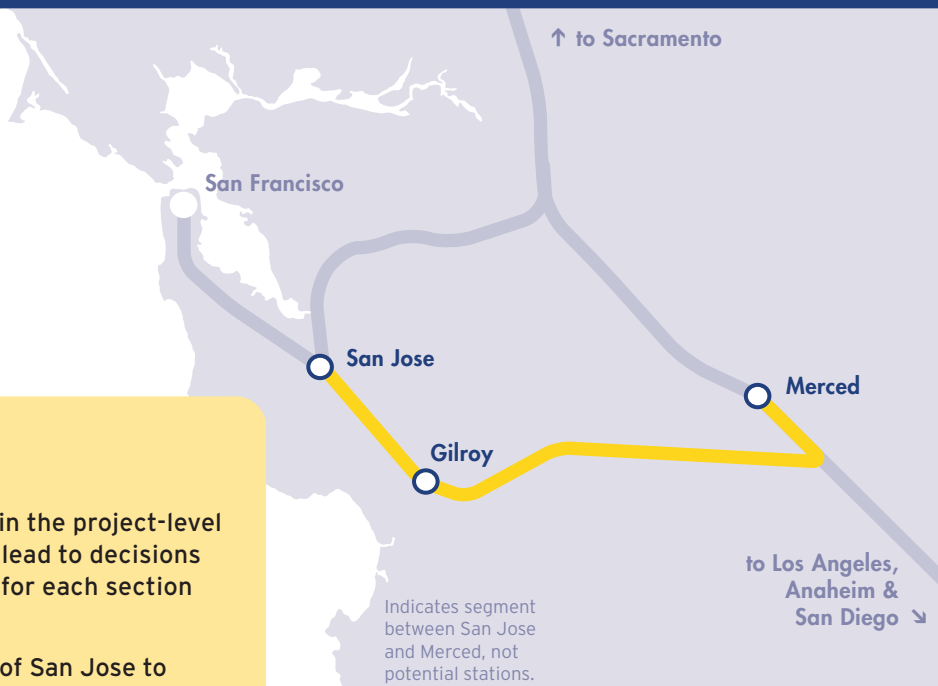 ↑ to Sacramento
San Francisco
San Jose
Merced
Gilroy
in the project-level
lead to decisions
for each section
of San Jose to
to Los Angeles,
Anaheim &
San Diego ↘
Indicates segment
between San Jose
and Merced, not
potential stations.